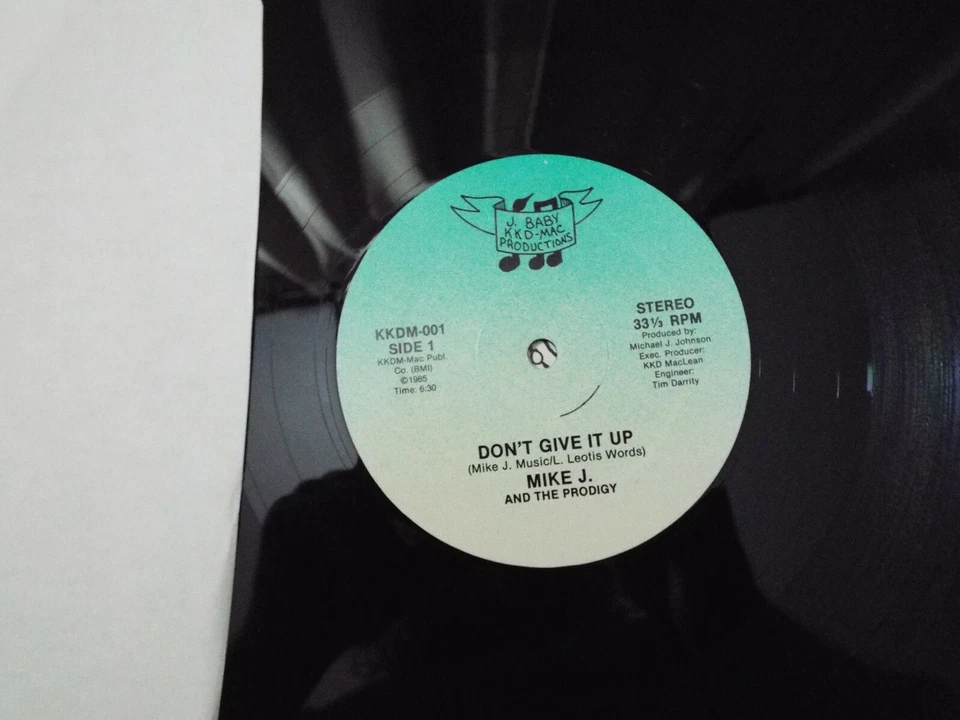 J. BABY
KKD-MAC
PRODUCTIONS
KKDM-001
SIDE 1
KKDM-Mac Publ.
Co. (BMI)
©1985
Time: 6:30
STEREO
33⅓ RPM
Produced by:
Michael J. Johnson
Exec. Producer:
KKD MacLean
Engineer:
Tim Darrity
DON'T GIVE IT UP
(Mike J. Music/L. Leotis Words)
MIKE J.
AND THE PRODIGY